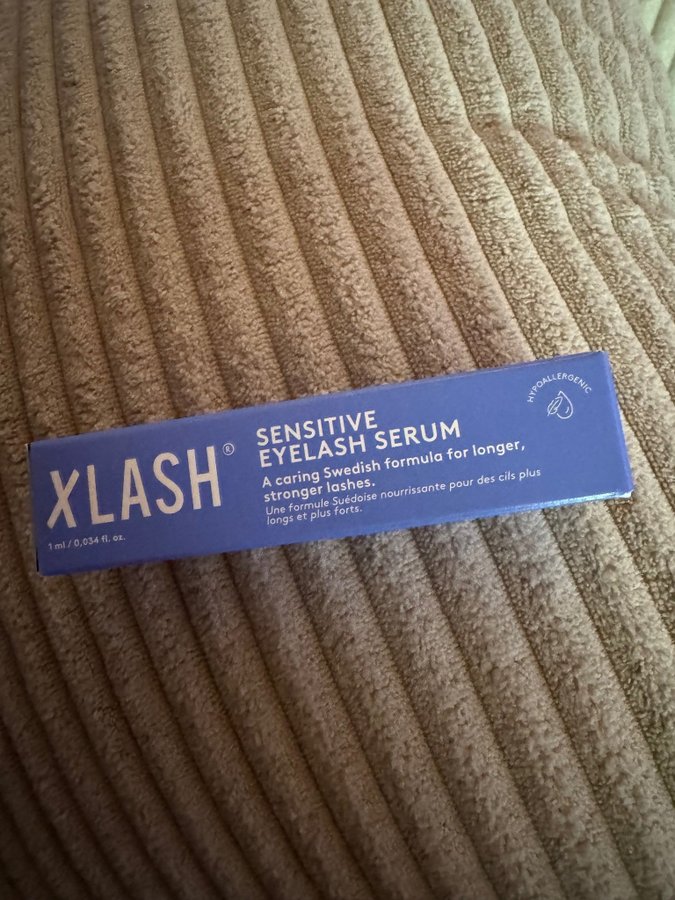 XLASH®
1 ml / 0,034 fl. oz.
SENSITIVE
EYELASH SERUM
A caring Swedish formula for longer,
stronger lashes.
Une formule Suédoise nourrissante pour des cils plus
longs et plus forts.
HYPOALLERGENIC